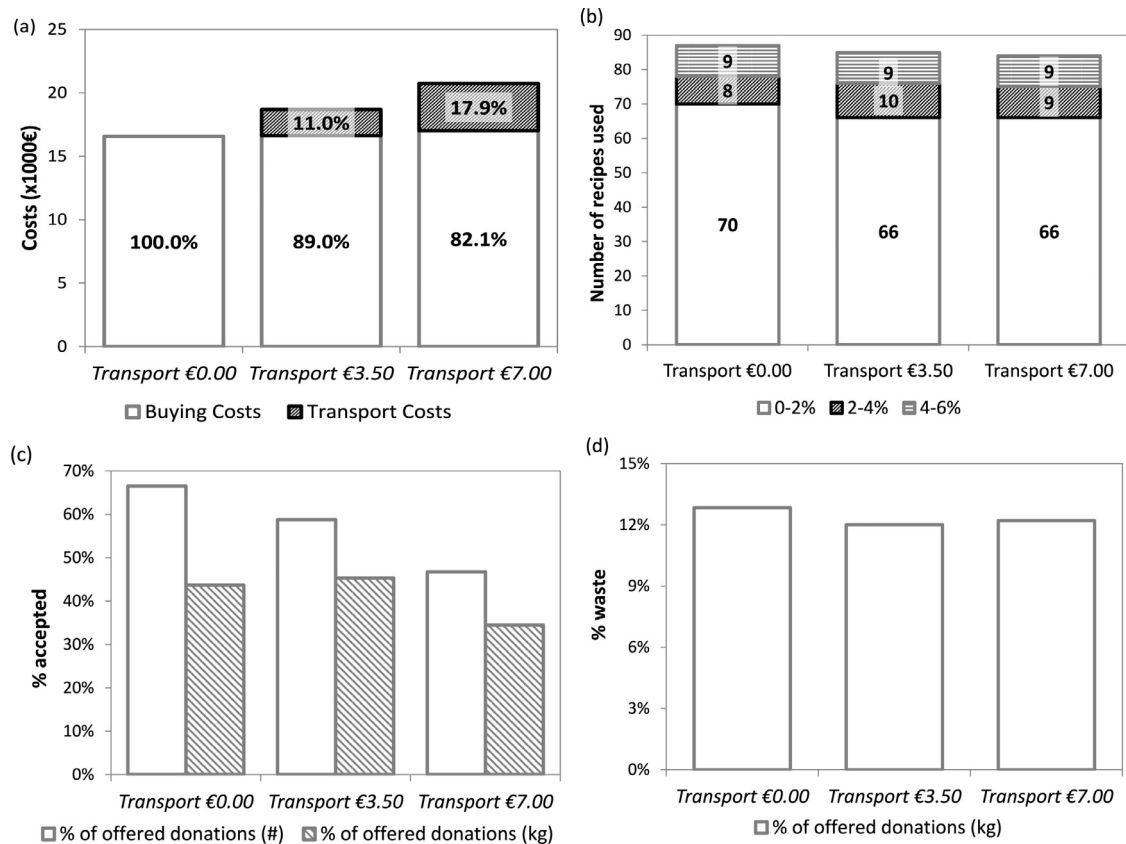 (a)
Costs (x1000€)
25
20
15
10
5
0
100.0%
11.0%
89.0%
17.9%
82.1%
Transport €0.00 Transport €3.50 Transport €7.00
Buying Costs Transport Costs
(b)
Number of recipes used
90
80
70
60
50
40
30
20
10
0
9 9 9
8 10 9
70 66 66
Transport €0.00 Transport €3.50 Transport €7.00
0-2% 2-4% 4-6%
(c)
% accepted
70%
60%
50%
40%
30%
20%
10%
0%
Transport €0.00 Transport €3.50 Transport €7.00
% of offered donations (#) % of offered donations (kg)
(d)
% waste
15%
12%
9%
6%
3%
0%
Transport €0.00 Transport €3.50 Transport €7.00
% of offered donations (kg)